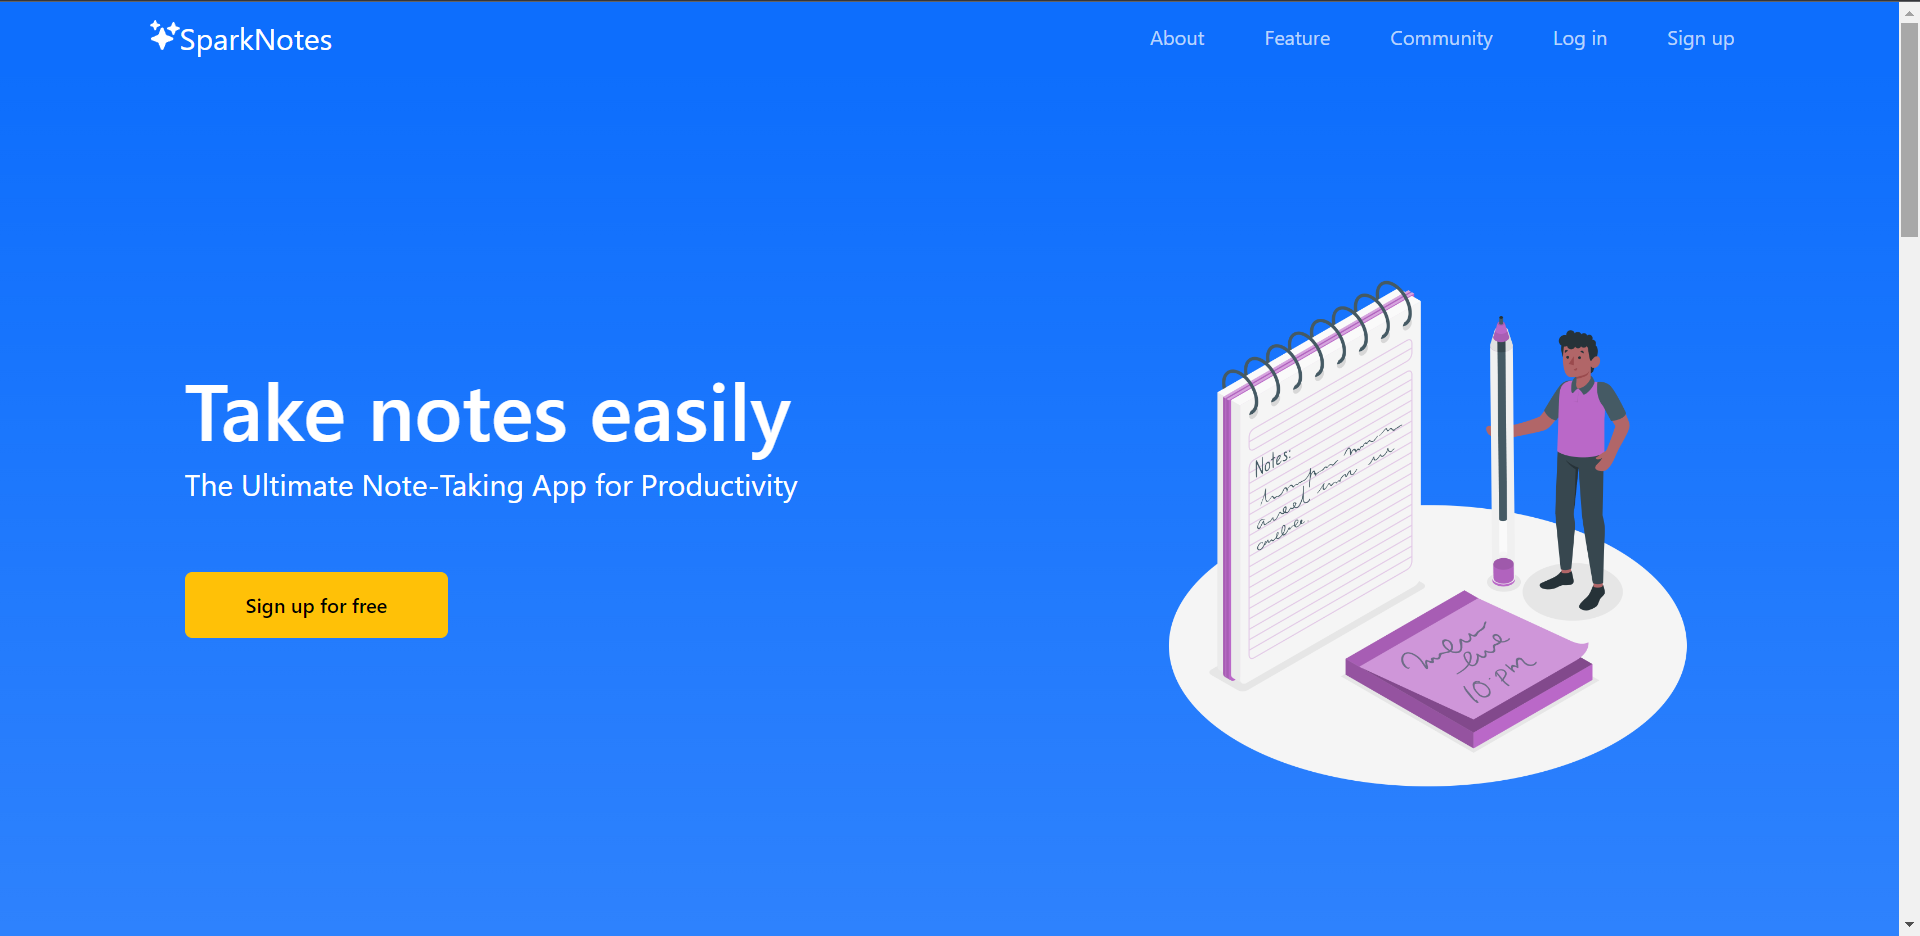 SparkNotes
About
Feature
Community
Log in
Sign up
Take notes easily
The Ultimate Note-Taking App for Productivity
Sign up for free
Notes:
10 pm